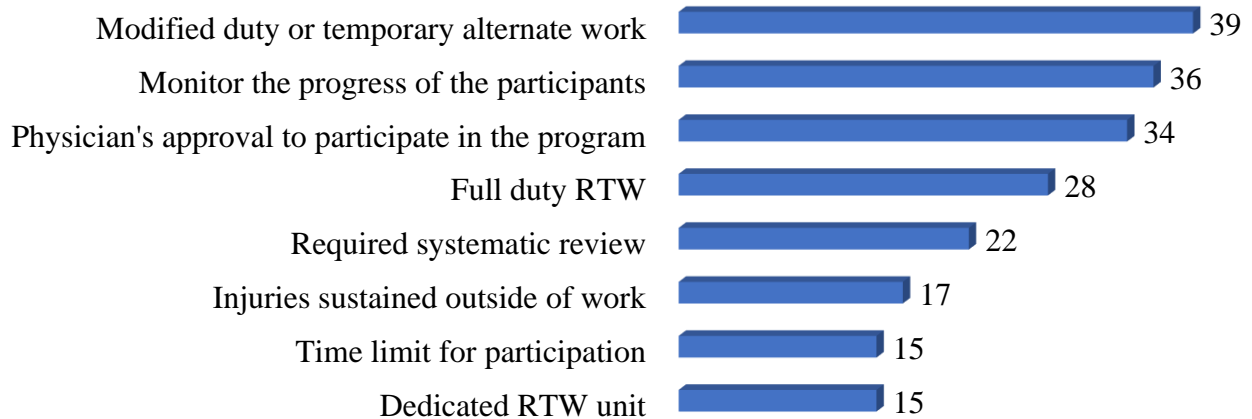 Modified duty or temporary alternate work 39
Monitor the progress of the participants 36
Physician's approval to participate in the program 34
Full duty RTW 28
Required systematic review 22
Injuries sustained outside of work 17
Time limit for participation 15
Dedicated RTW unit 15